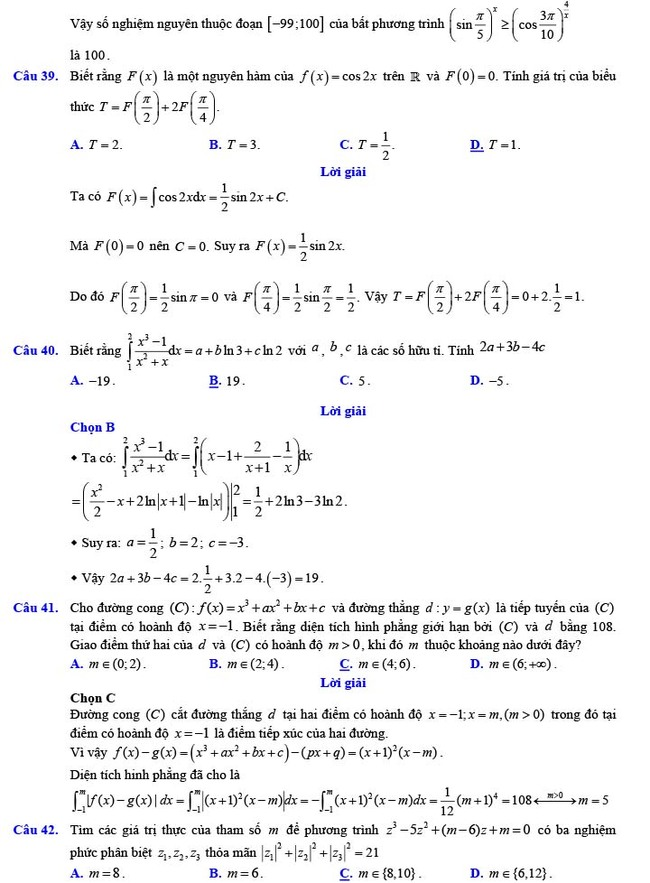 Vậy số nghiệm nguyên thuộc đoạn [−99;100] của bất phương trình (sin π/5)^x ≥ (cos 3π/10)^(4/x)
là 100.
Câu 39. Biết rằng F(x) là một nguyên hàm của f(x) = cos 2x trên ℝ và F(0) = 0. Tính giá trị của biểu
thức T = F(π/2) + 2F(π/4).
A. T = 2. B. T = 3. C. T = 1/2. D. T = 1.
Lời giải
Ta có F(x) = ∫cos 2xdx = 1/2 sin 2x + C.
Mà F(0) = 0 nên C = 0. Suy ra F(x) = 1/2 sin 2x.
Do đó F(π/2) = 1/2 sin π = 0 và F(π/4) = 1/2 sin π/2 = 1/2. Vậy T = F(π/2) + 2F(π/4) = 0 + 2.1/2 = 1.
Câu 40. Biết rằng ∫_1^2 (x³ − 1)/(x² + x) dx = a + b ln 3 + c ln 2 với a, b, c là các số hữu tỉ. Tính 2a + 3b − 4c
A. −19. B. 19. C. 5. D. −5.
Lời giải
Chọn B
♦ Ta có: ∫_1^2 (x³ − 1)/(x² + x) dx = ∫_1^2 (x − 1 + 2/(x + 1) − 1/x) dx
= (x²/2 − x + 2 ln|x + 1| − ln|x|)|_1^2 = 1/2 + 2 ln 3 − 3 ln 2.
♦ Suy ra: a = 1/2; b = 2; c = −3.
♦ Vậy 2a + 3b − 4c = 2.1/2 + 3.2 − 4.(−3) = 19.
Câu 41. Cho đường cong (C): f(x) = x³ + ax² + bx + c và đường thẳng d: y = g(x) là tiếp tuyến của (C)
tại điểm có hoành độ x = −1. Biết rằng diện tích hình phẳng giới hạn bởi (C) và d bằng 108.
Giao điểm thứ hai của d và (C) có hoành độ m > 0, khi đó m thuộc khoảng nào dưới đây?
A. m ∈ (0;2). B. m ∈ (2;4). C. m ∈ (4;6). D. m ∈ (6;+∞).
Lời giải
Chọn C
Đường cong (C) cắt đường thẳng d tại hai điểm có hoành độ x = −1; x = m, (m > 0) trong đó tại
điểm có hoành độ x = −1 là điểm tiếp xúc của hai đường.
Vì vậy f(x) − g(x) = (x³ + ax² + bx + c) − (px + q) = (x + 1)²(x − m).
Diện tích hình phẳng đã cho là
∫_{−1}^m |f(x) − g(x)| dx = ∫_{−1}^m |(x + 1)²(x − m)| dx = −∫_{−1}^m (x + 1)²(x − m)dx = 1/12 (m + 1)⁴ = 108 ⟷^{m>0} m = 5
Câu 42. Tìm các giá trị thực của tham số m để phương trình z³ − 5z² + (m − 6)z + m = 0 có ba nghiệm
phức phân biệt z₁, z₂, z₃ thỏa mãn |z₁|² + |z₂|² + |z₃|² = 21
A. m = 8. B. m = 6. C. m ∈ {8,10}. D. m ∈ {6,12}.